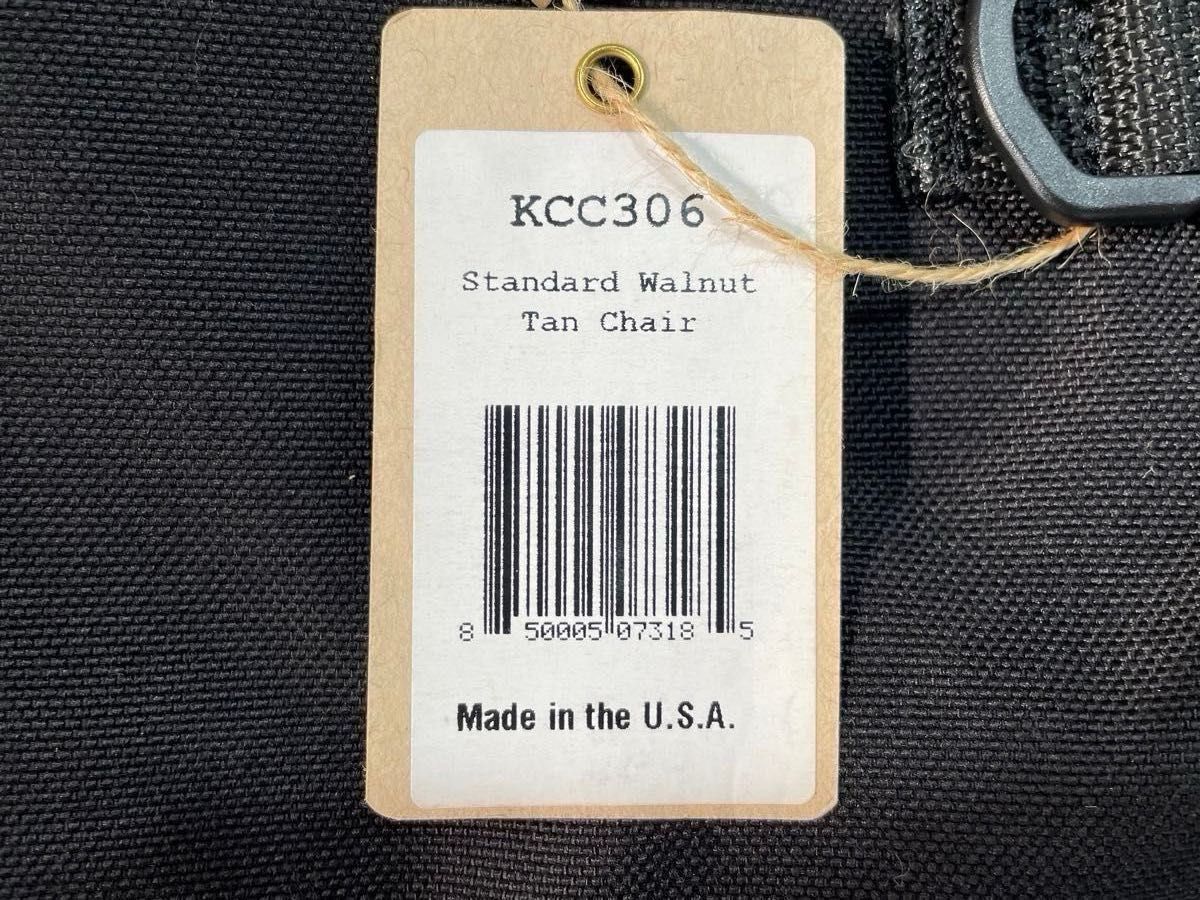 KCC306
Standard Walnut
Tan Chair
8 50005 07318 5
Made in the U.S.A.